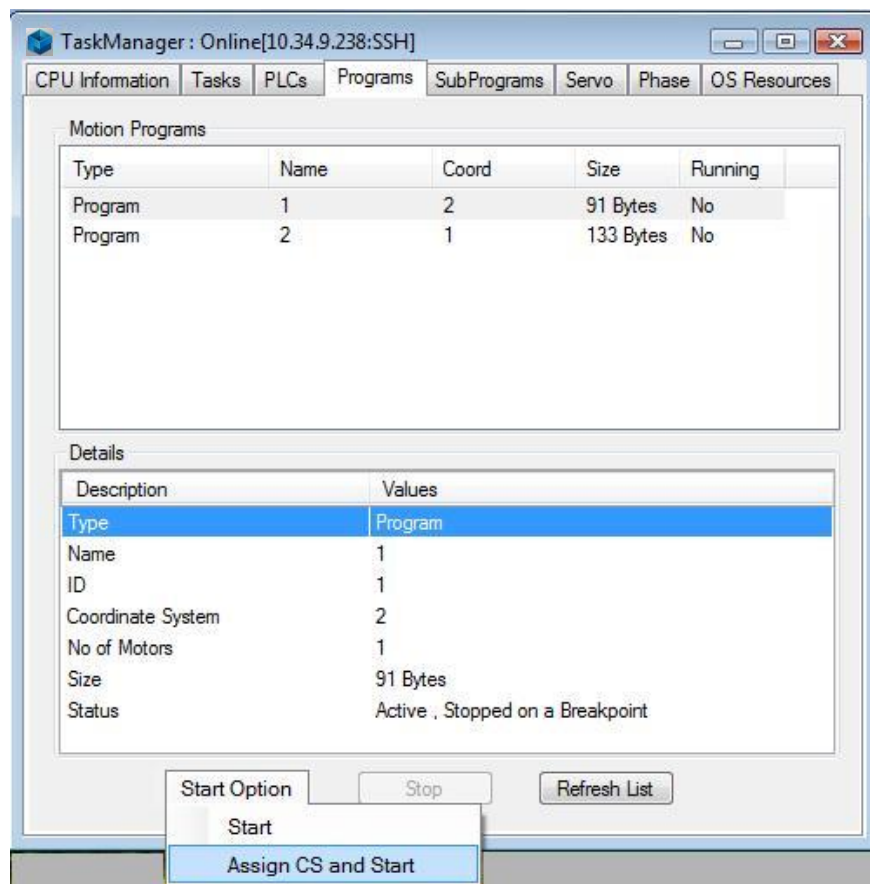 TaskManager : Online[10.34.9.238:SSH]
CPU Information Tasks PLCs Programs SubPrograms Servo Phase OS Resources
Motion Programs
Type Name Coord Size Running
Program 1 2 91 Bytes No
Program 2 1 133 Bytes No
Details
Description Values
Type Program
Name 1
ID 1
Coordinate System 2
No of Motors 1
Size 91 Bytes
Status Active , Stopped on a Breakpoint
Start Option Stop Refresh List
Start
Assign CS and Start